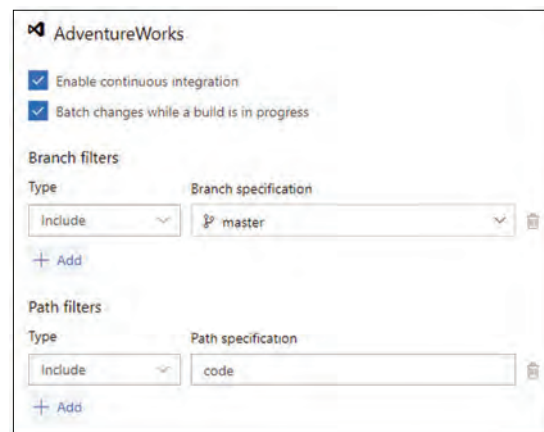 AdventureWorks
Enable continuous integration
Batch changes while a build is in progress
Branch filters
Type Branch specification
Include master
+ Add
Path filters
Type Path specification
Include code
+ Add